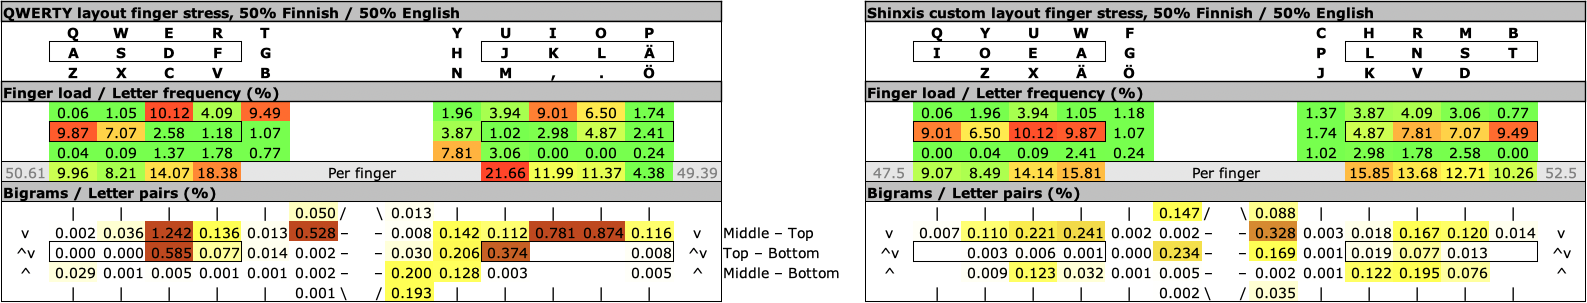 QWERTY layout finger stress, 50% Finnish / 50% English
Q W E R T Y U I O P
A S D F G H J K L Ä
Z X C V B N M , . Ö
Finger load / Letter frequency (%)
0.06 1.05 10.12 4.09 9.49 1.96 3.94 9.01 6.50 1.74
9.87 7.07 2.58 1.18 1.07 3.87 1.02 2.98 4.87 2.41
0.04 0.09 1.37 1.78 0.77 7.81 3.06 0.00 0.00 0.24
50.61 9.96 8.21 14.07 18.38 Per finger 21.66 11.99 11.37 4.38 49.39
Bigrams / Letter pairs (%)
| | | | | 0.050 / \ 0.013 | | | | |
v 0.002 0.036 1.242 0.136 0.013 0.528 – – 0.008 0.142 0.112 0.781 0.874 0.116 v Middle – Top
^v 0.000 0.000 0.585 0.077 0.014 0.002 – – 0.030 0.206 0.374 0.008 ^v Top – Bottom
^ 0.029 0.001 0.005 0.001 0.001 0.002 – – 0.200 0.128 0.003 0.005 ^ Middle – Bottom
| | | | | 0.001 \ / 0.193 | | | | |
Shinxis custom layout finger stress, 50% Finnish / 50% English
Q Y U W F C H R M B
I O E A G P L N S T
Z X Ä Ö J K V D
Finger load / Letter frequency (%)
0.06 1.96 3.94 1.05 1.18 1.37 3.87 4.09 3.06 0.77
9.01 6.50 10.12 9.87 1.07 1.74 4.87 7.81 7.07 9.49
0.00 0.04 0.09 2.41 0.24 1.02 2.98 1.78 2.58 0.00
47.5 9.07 8.49 14.14 15.81 Per finger 15.85 13.68 12.71 10.26 52.5
Bigrams / Letter pairs (%)
| | | | | 0.147 / \ 0.088 | | | | |
v 0.007 0.110 0.221 0.241 0.002 0.002 – – 0.328 0.003 0.018 0.167 0.120 0.014 v
^v 0.003 0.006 0.001 0.000 0.234 – – 0.169 0.001 0.019 0.077 0.013 ^v
^ 0.009 0.123 0.032 0.001 0.005 – – 0.002 0.001 0.122 0.195 0.076 ^
| | | | | 0.002 \ / 0.035 | | | | |